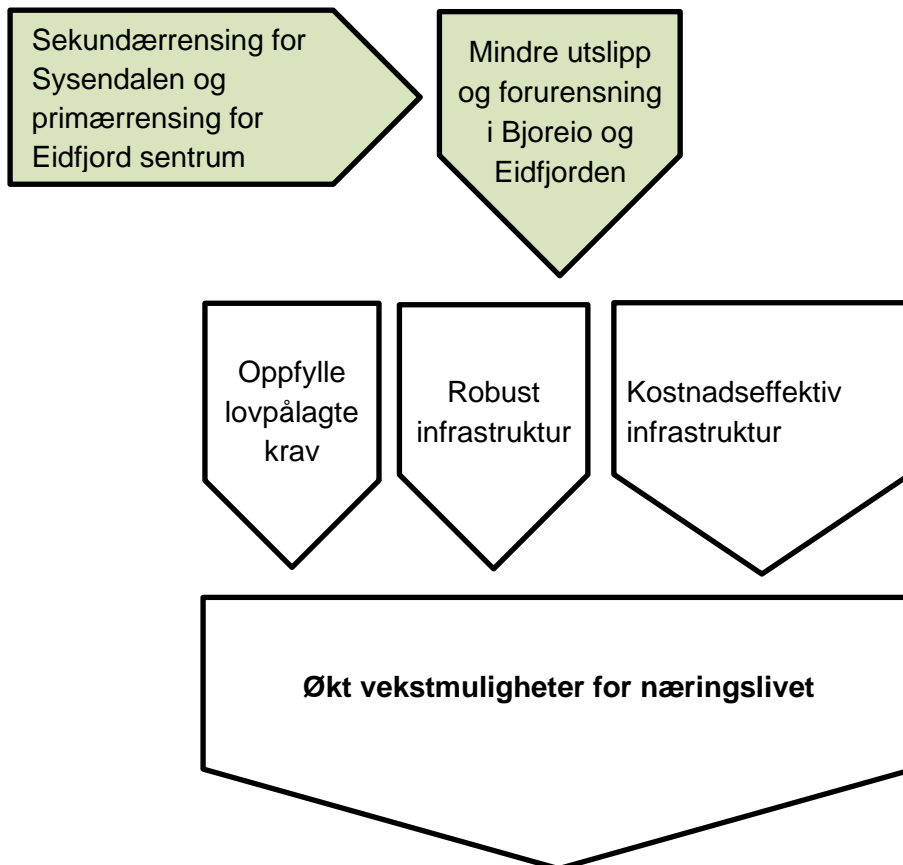 Sekundærrensing for
Sysendalen og
primærrensing for
Eidfjord sentrum
Mindre utslipp
og forurensning
i Bjoreio og
Eidfjorden
Oppfylle
lovpålagte
krav
Robust
infrastruktur
Kostnadseffektiv
infrastruktur
Økt vekstmuligheter for næringslivet